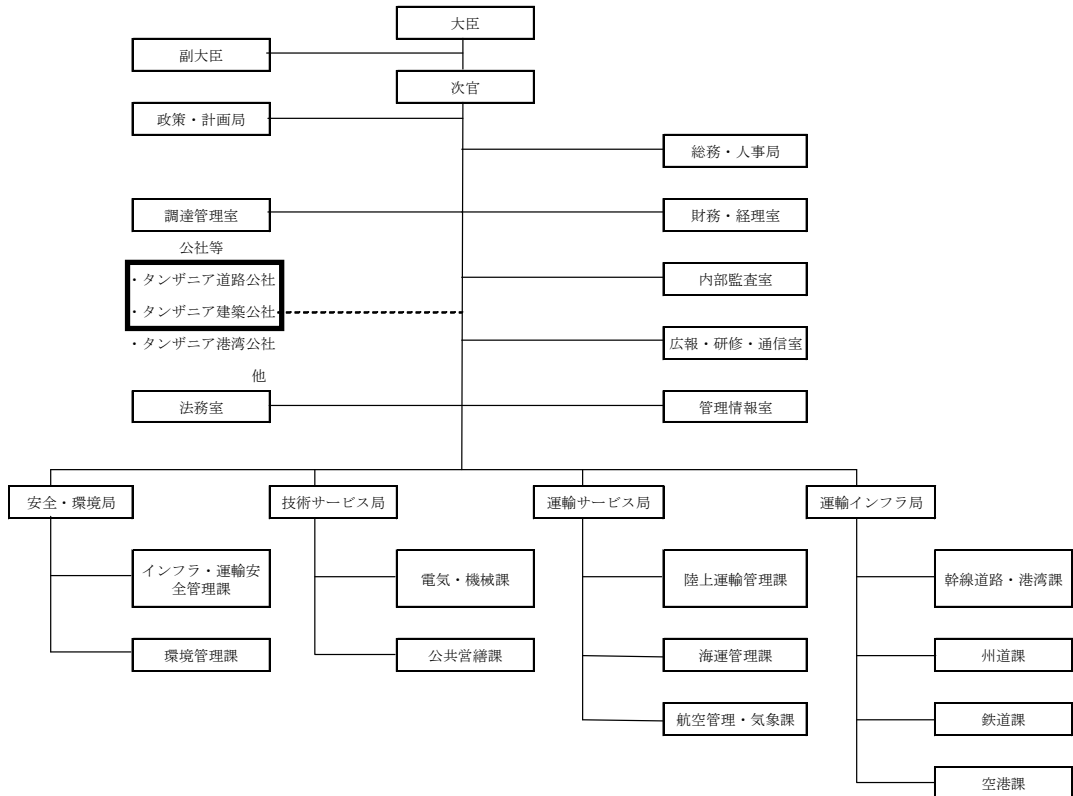 大臣
副大臣
次官
政策・計画局
総務・人事局
調達管理室
財務・経理室
公社等
・タンザニア道路公社
内部監査室
・タンザニア建築公社
・タンザニア港湾公社
広報・研修・通信室
他
法務室
管理情報室
安全・環境局
技術サービス局
運輸サービス局
運輸インフラ局
インフラ・運輸安
全管理課
電気・機械課
陸上運輸管理課
幹線道路・港湾課
環境管理課
公共営繕課
海運管理課
州道課
航空管理・気象課
鉄道課
空港課